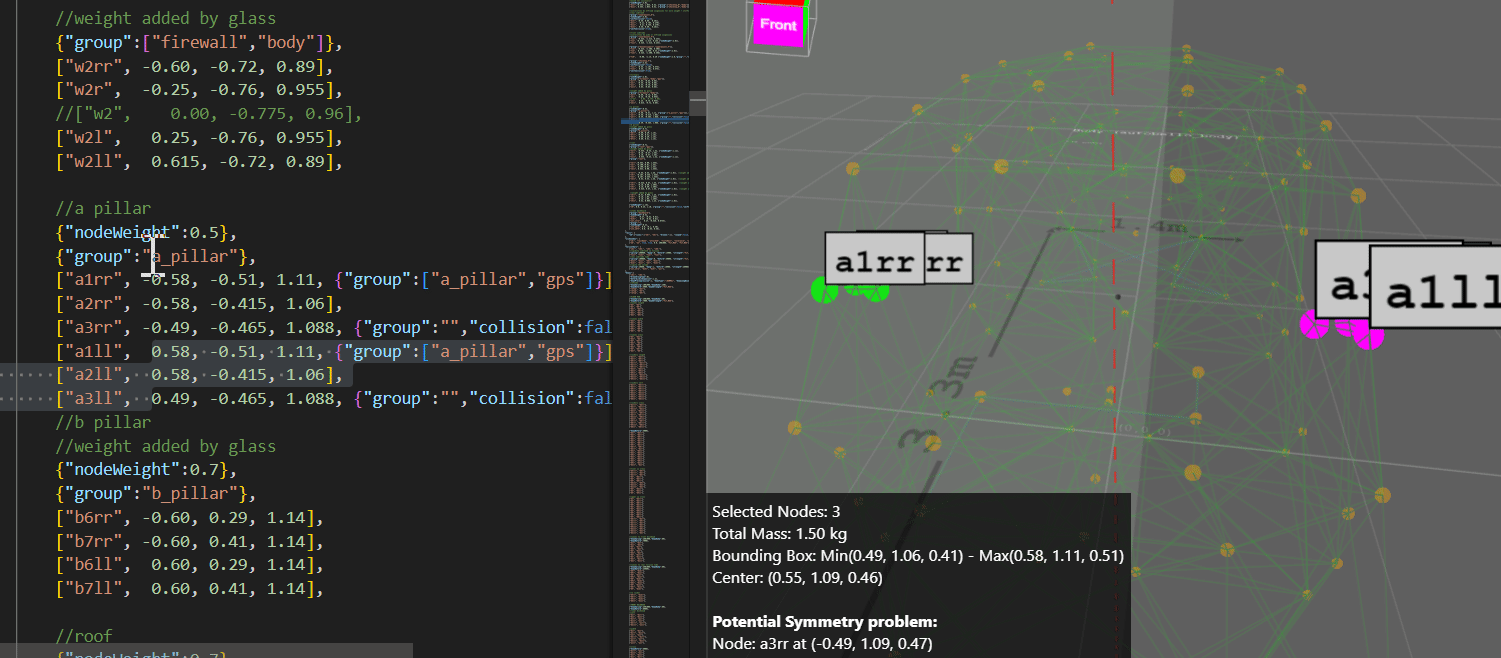 //weight added by glass
{"group":["firewall","body"]},
["w2rr", -0.60, -0.72, 0.89],
["w2r", -0.25, -0.76, 0.955],
//["w2",    0.00, -0.775, 0.96],
["w2l",   0.25, -0.76, 0.955],
["w2ll",  0.615, -0.72, 0.89],
//a pillar
{"nodeWeight":0.5},
{"group":"a_pillar"},
["a1rr", -0.58, -0.51, 1.11, {"group":["a_pillar","gps"]}]
["a2rr", -0.58, -0.415, 1.06],
["a3rr", -0.49, -0.465, 1.088, {"group":"","collision":fal
["a1ll",  0.58, -0.51, 1.11, {"group":["a_pillar","gps"]}]
["a2ll",  0.58, -0.415, 1.06],
["a3ll",  0.49, -0.465, 1.088, {"group":"","collision":fal
//b pillar
//weight added by glass
{"nodeWeight":0.7},
{"group":"b_pillar"},
["b6rr", -0.60, 0.29, 1.14],
["b7rr", -0.60, 0.41, 1.14],
["b6ll",  0.60, 0.29, 1.14],
["b7ll",  0.60, 0.41, 1.14],
//roof
{"nodeWeight":0.7}
Front
1.4m
a1rr
rr
a1ll
3.3m
(0, 0, 0)
Selected Nodes: 3
Total Mass: 1.50 kg
Bounding Box: Min(0.49, 1.06, 0.41) - Max(0.58, 1.11, 0.51)
Center: (0.55, 1.09, 0.46)
Potential Symmetry problem:
Node: a3rr at (-0.49, 1.09, 0.47)